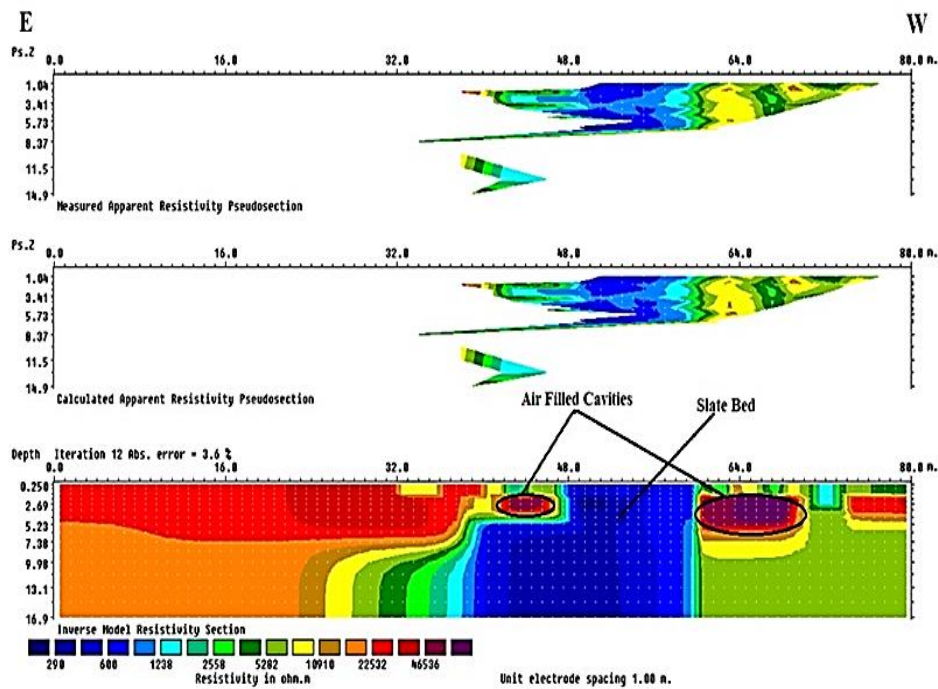 E W
Ps.Z 0.0 16.0 32.0 48.0 64.0 80.0 m.
1.04
3.41
5.73
8.37
11.5
14.9
Measured Apparent Resistivity Pseudosection
Ps.Z 0.0 16.0 32.0 48.0 64.0 80.0 m.
1.04
3.41
5.73
8.37
11.5
14.9
Calculated Apparent Resistivity Pseudosection
Air Filled Cavities Slate Bed
Depth Iteration 12 Abs. error = 3.6 %
0.0 16.0 32.0 48.0 64.0 80.0 m.
0.250
2.69
5.23
7.38
9.98
13.1
16.9
Inverse Model Resistivity Section
290 600 1238 2558 5282 10910 22532 46536
Resistivity in ohm.m Unit electrode spacing 1.00 m.